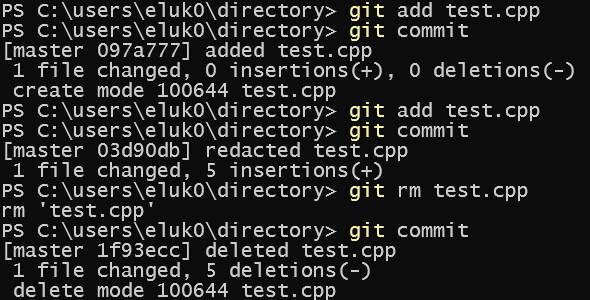 PS C:\users\eluk0\directory> git add test.cpp
PS C:\users\eluk0\directory> git commit
[master 097a777] added test.cpp
 1 file changed, 0 insertions(+), 0 deletions(-)
 create mode 100644 test.cpp
PS C:\users\eluk0\directory> git add test.cpp
PS C:\users\eluk0\directory> git commit
[master 03d90db] redacted test.cpp
 1 file changed, 5 insertions(+)
PS C:\users\eluk0\directory> git rm test.cpp
rm 'test.cpp'
PS C:\users\eluk0\directory> git commit
[master 1f93ecc] deleted test.cpp
 1 file changed, 5 deletions(-)
 delete mode 100644 test.cpp